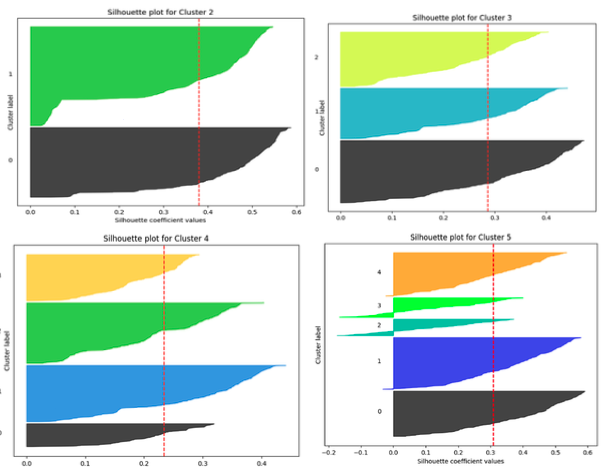 Silhouette plot for Cluster 2
1
0
Cluster label
0.0 0.1 0.2 0.3 0.4 0.5 0.6
Silhouette coefficient values
Silhouette plot for Cluster 3
2
1
0
Cluster label
0.0 0.1 0.2 0.3 0.4
Silhouette plot for Cluster 4
0.0 0.1 0.2 0.3 0.4
Silhouette plot for Cluster 5
4
3
2
1
0
Cluster label
−0.2 −0.1 0.0 0.1 0.2 0.3 0.4 0.5 0.6
Silhouette coefficient values